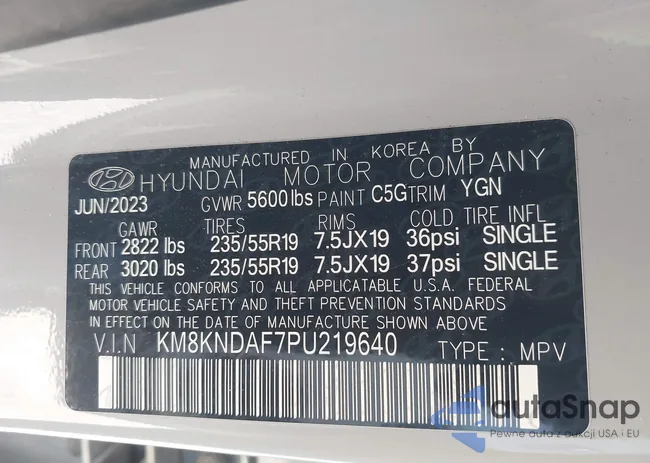 MANUFACTURED IN KOREA BY
HYUNDAI MOTOR COMPANY
JUN/2023 GVWR 5600 lbs PAINT C5G TRIM YGN
GAWR TIRES RIMS COLD TIRE INFL
FRONT 2822 lbs 235/55R19 7.5JX19 36psi SINGLE
REAR 3020 lbs 235/55R19 7.5JX19 37psi SINGLE
THIS VEHICLE CONFORMS TO ALL APPLICATABLE U.S.A. FEDERAL
MOTOR VEHICLE SAFETY AND THEFT PREVENTION STANDARDS
IN EFFECT ON THE DATE OF MANUFACTURE SHOWN ABOVE
V.I.N KM8KNDAF7PU219640 TYPE : MPV
autaSnap
Pewne auta z aukcji USA i EU